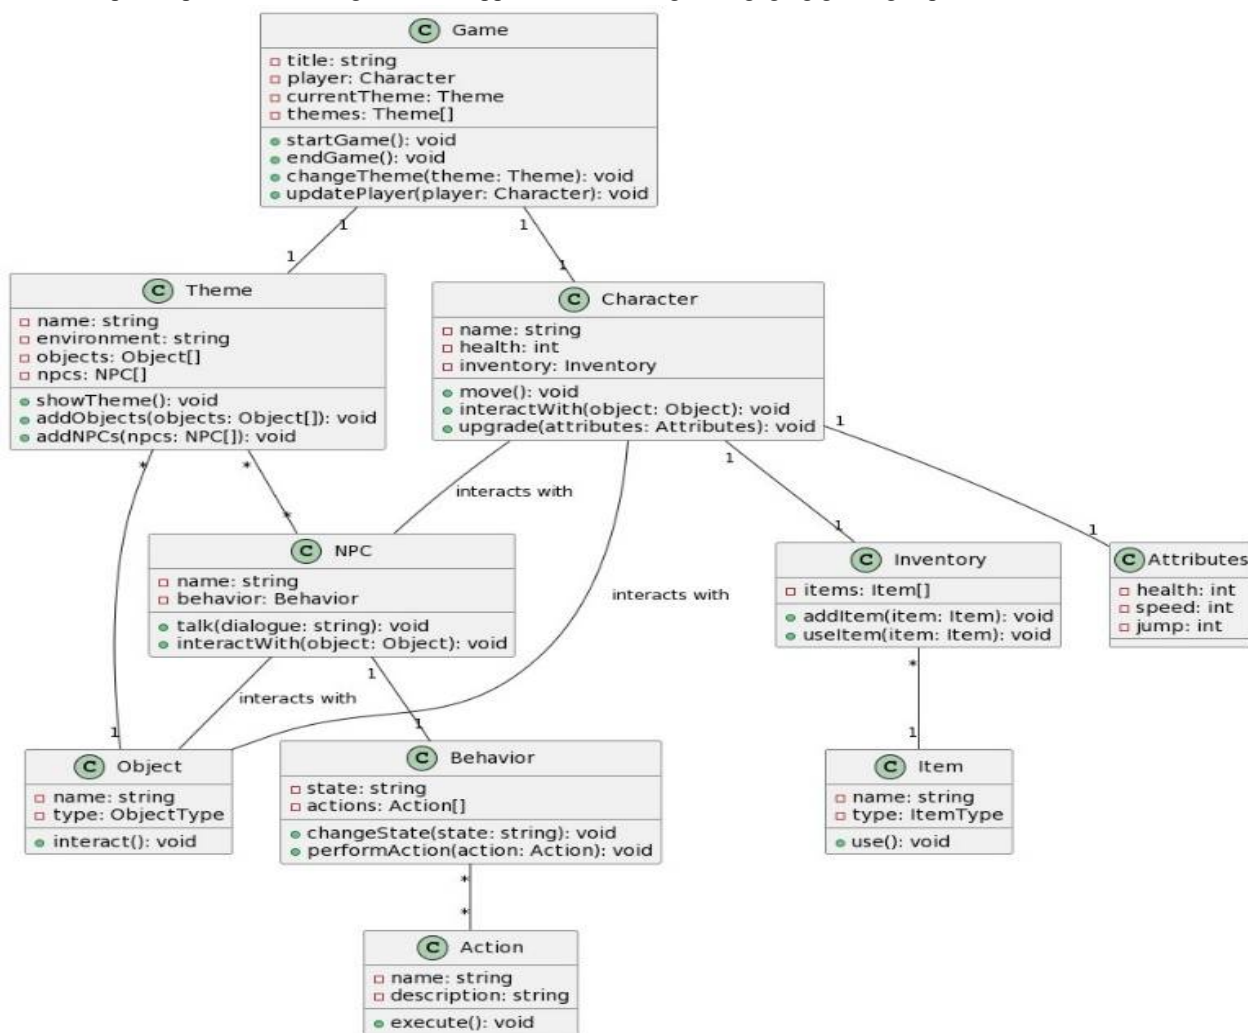 C Game
title: string
player: Character
currentTheme: Theme
themes: Theme[]
startGame(): void
endGame(): void
changeTheme(theme: Theme): void
updatePlayer(player: Character): void
1
1
1
1
C Theme
name: string
environment: string
objects: Object[]
npcs: NPC[]
showTheme(): void
addObjects(objects: Object[]): void
addNPCs(npcs: NPC[]): void
C Character
name: string
health: int
inventory: Inventory
move(): void
interactWith(object: Object): void
upgrade(attributes: Attributes): void
*
*
*
1
interacts with
interacts with
1
1
1
1
C NPC
name: string
behavior: Behavior
talk(dialogue: string): void
interactWith(object: Object): void
C Inventory
items: Item[]
addItem(item: Item): void
useItem(item: Item): void
C Attributes
health: int
speed: int
jump: int
interacts with
1
1
*
1
C Object
name: string
type: ObjectType
interact(): void
C Behavior
state: string
actions: Action[]
changeState(state: string): void
performAction(action: Action): void
C Item
name: string
type: ItemType
use(): void
*
*
C Action
name: string
description: string
execute(): void